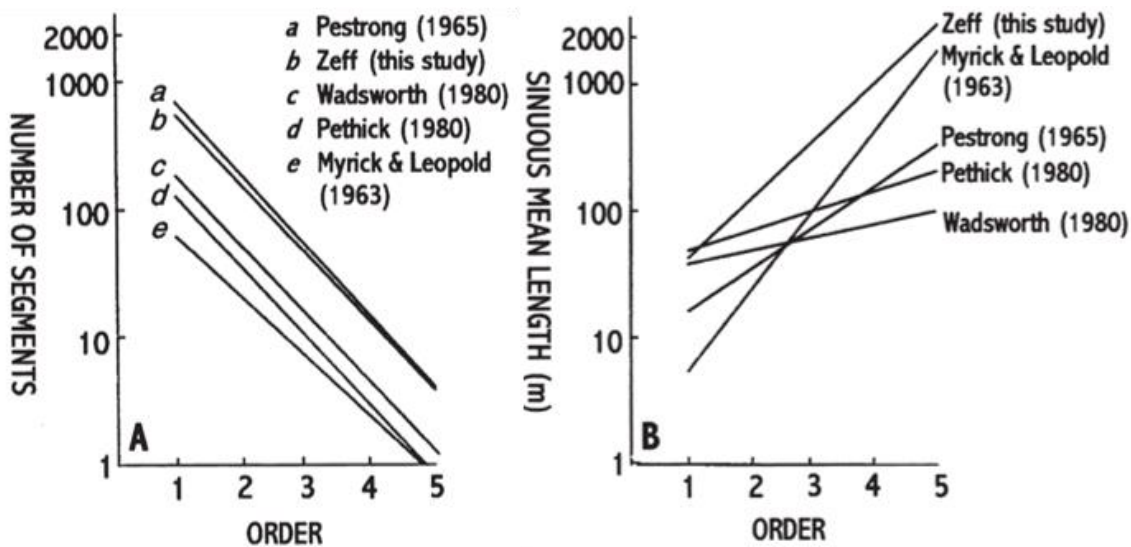 NUMBER OF SEGMENTS
2000
1000
100
10
1
a
b
c
d
e
a Pestrong (1965)
b Zeff (this study)
c Wadsworth (1980)
d Pethick (1980)
e Myrick & Leopold
(1963)
A
1 2 3 4 5
ORDER
SINUOUS MEAN LENGTH (m)
2000
1000
100
10
1
Zeff (this study)
Myrick & Leopold
(1963)
Pestrong (1965)
Pethick (1980)
Wadsworth (1980)
B
1 2 3 4 5
ORDER